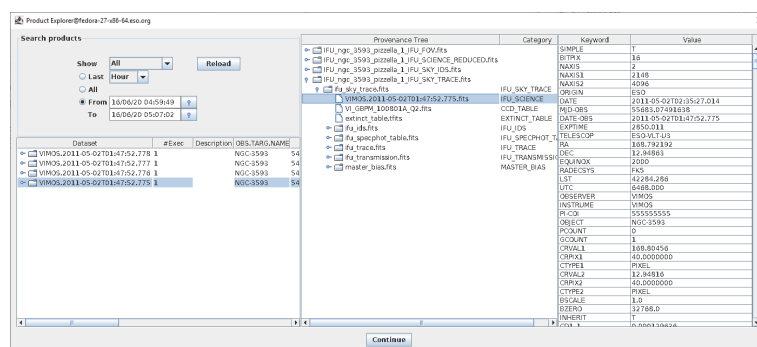 Product Explorer@fedora-27-x86-64.eso.org
Search products
Show All Reload
Last Hour
All
From 16/06/20 04:59:49
To 16/06/20 05:07:02
Dataset #Exec Description OBS.TARG.NAME
VIMOS.2011-05-02T01:47:52.778 1 NGC-3593 54
VIMOS.2011-05-02T01:47:52.777 1 NGC-3593 54
VIMOS.2011-05-02T01:47:52.776 1 NGC-3593 54
VIMOS.2011-05-02T01:47:52.775 1 NGC-3593 54
Provenance Tree Category
IFU_ngc_3593_pizzella_1_IFU_FOV.fits
IFU_ngc_3593_pizzella_1_IFU_SCIENCE_REDUCED.fits
IFU_ngc_3593_pizzella_1_IFU_SKY_IDS.fits
IFU_ngc_3593_pizzella_1_IFU_SKY_TRACE.fits
ifu_sky_trace.fits IFU_SKY_TRACE
VIMOS.2011-05-02T01:47:52.775.fits IFU_SCIENCE
VI_GBPM_100801A_Q2.fits CCD_TABLE
extinct_table.tfits EXTINCT_TABLE
ifu_ids.fits IFU_IDS
ifu_specphot_table.fits IFU_SPECPHOT_TA
ifu_trace.fits IFU_TRACE
ifu_transmission.fits IFU_TRANSMISSIO
master_bias.fits MASTER_BIAS
Keyword Value
SIMPLE T
BITPIX 16
NAXIS 2
NAXIS1 2148
NAXIS2 4096
ORIGIN ESO
DATE 2011-05-02T02:35:27.014
MJD-OBS 55683.07491638
DATE-OBS 2011-05-02T01:47:52.775
EXPTIME 2850.011
TELESCOP ESO-VLT-U3
RA 168.792192
DEC 12.94863
EQUINOX 2000
RADECSYS FK5
LST 42284.286
UTC 6468.000
OBSERVER VIMOS
INSTRUME VIMOS
PI-COI 555555555
OBJECT NGC-3593
PCOUNT 0
GCOUNT 1
CRVAL1 168.80456
CRPIX1 40.0000000
CTYPE1 PIXEL
CRVAL2 12.94816
CRPIX2 40.0000000
CTYPE2 PIXEL
BSCALE 1.0
BZERO 32768.0
INHERIT T
CD1_1
Continue